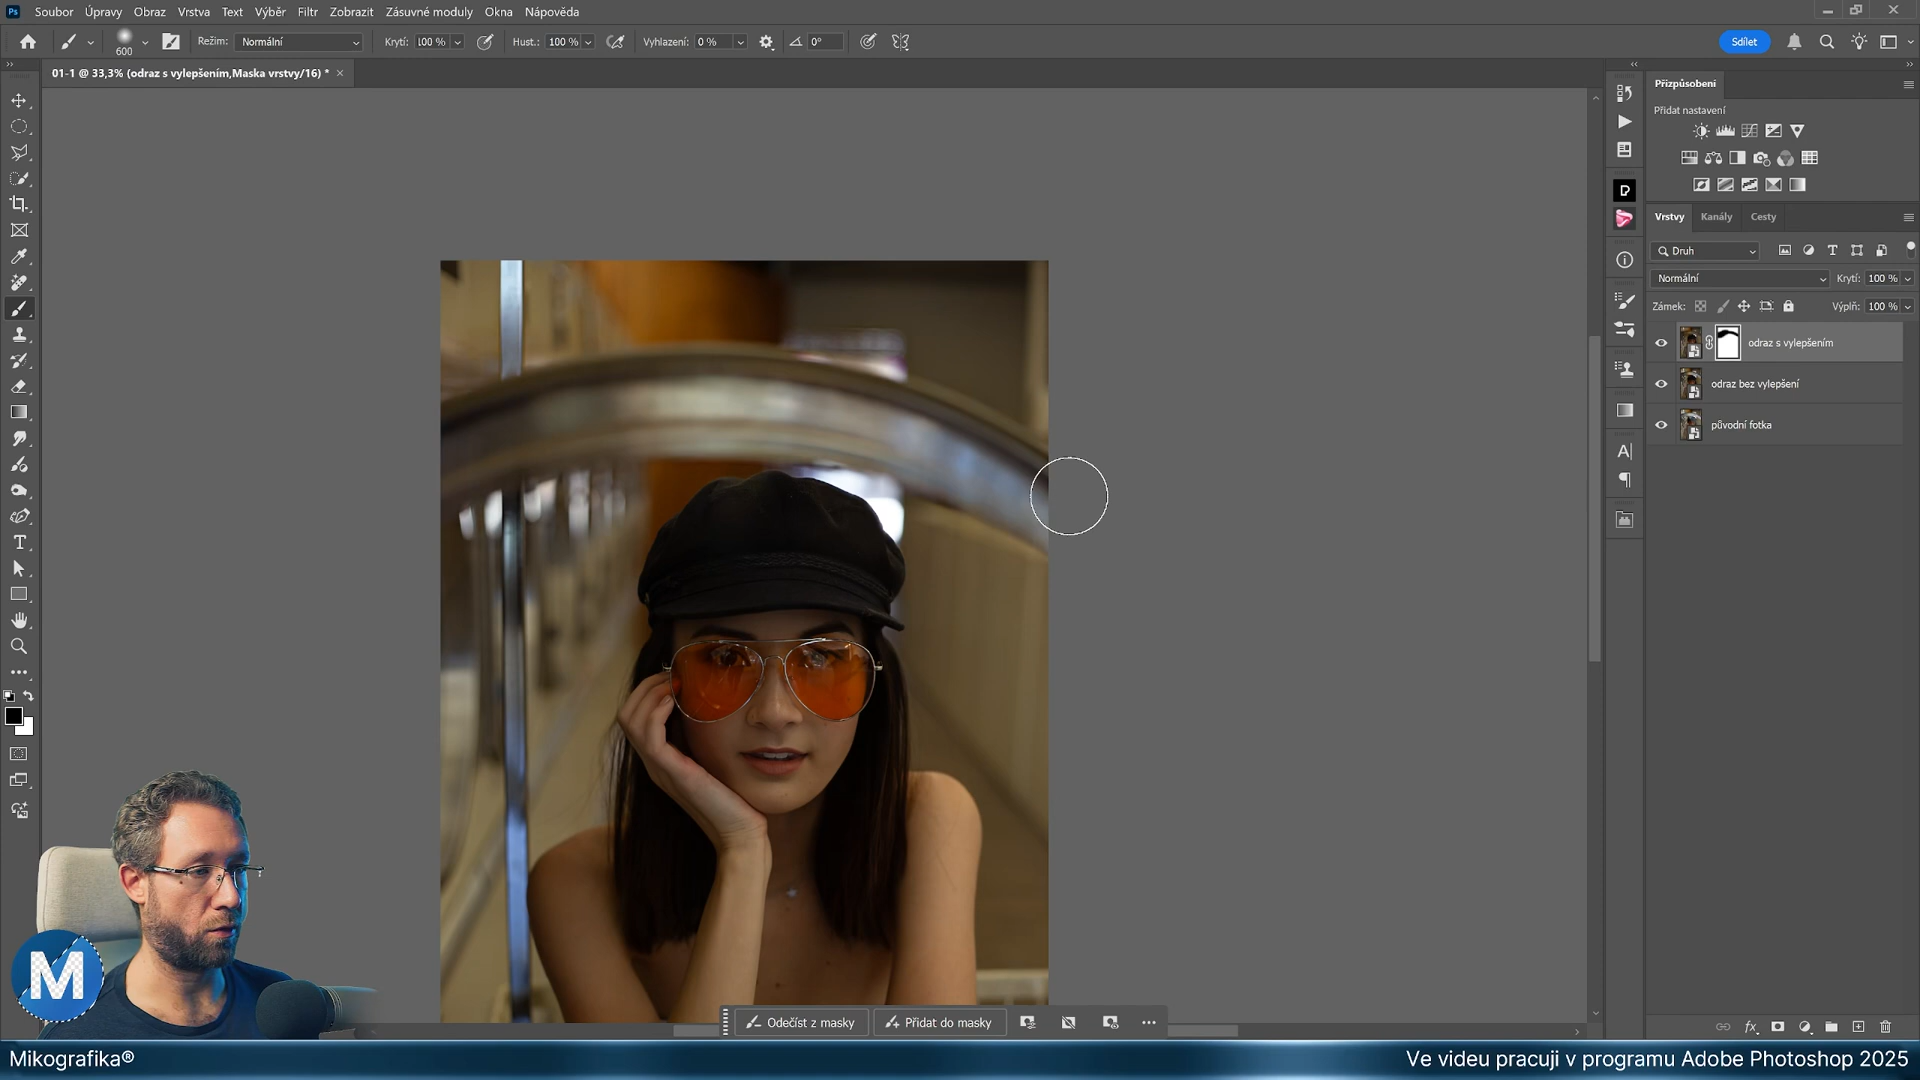 Ps Soubor Úpravy Obraz Vrstva Text Výběr Filtr Zobrazit Zásuvné moduly Okna Nápověda
600 Režim: Normální Krytí: 100 % Hust.: 100 % Vyhlazení: 0 % 0° Sdílet
01-1 @ 33,3% (odraz s vylepšením,Maska vrstvy/16) *
Přizpůsobení
Přidat nastavení
Vrstvy Kanály Cesty
Druh
Normální Krytí: 100 %
Zámek: Výplň: 100 %
odraz s vylepšením
odraz bez vylepšení
původní fotka
Odečíst z masky Přidat do masky
fx
M
Mikografika®
Ve videu pracuji v programu Adobe Photoshop 2025